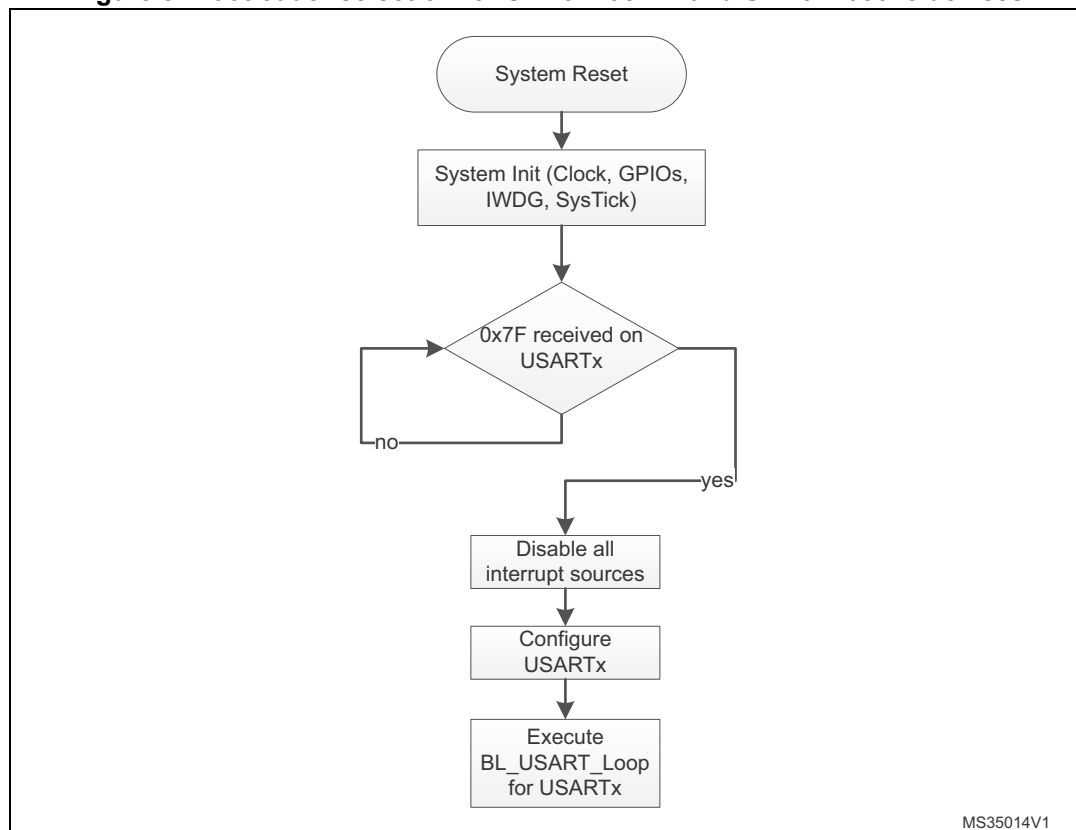 System Reset
System Init (Clock, GPIOs,
IWDG, SysTick)
0x7F received on
USARTx
no
yes
Disable all
interrupt sources
Configure
USARTx
Execute
BL_USART_Loop
for USARTx
MS35014V1